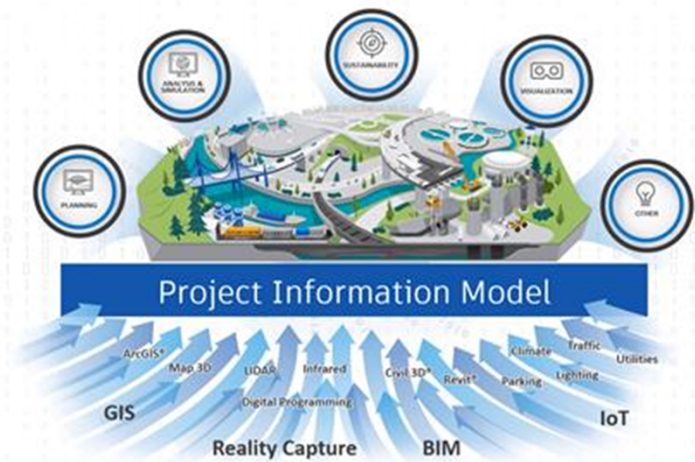 SUSTAINABILITY
ANALYSIS &
SIMULATION
VISUALIZATION
PLANNING
OTHER
Project Information Model
ArcGIS*
Map 3D
LIDAR
Infrared
Civil 3D*
Revit*
Climate
Traffic
Utilities
Parking
Lighting
Digital Programming
GIS
Reality Capture
BIM
IoT